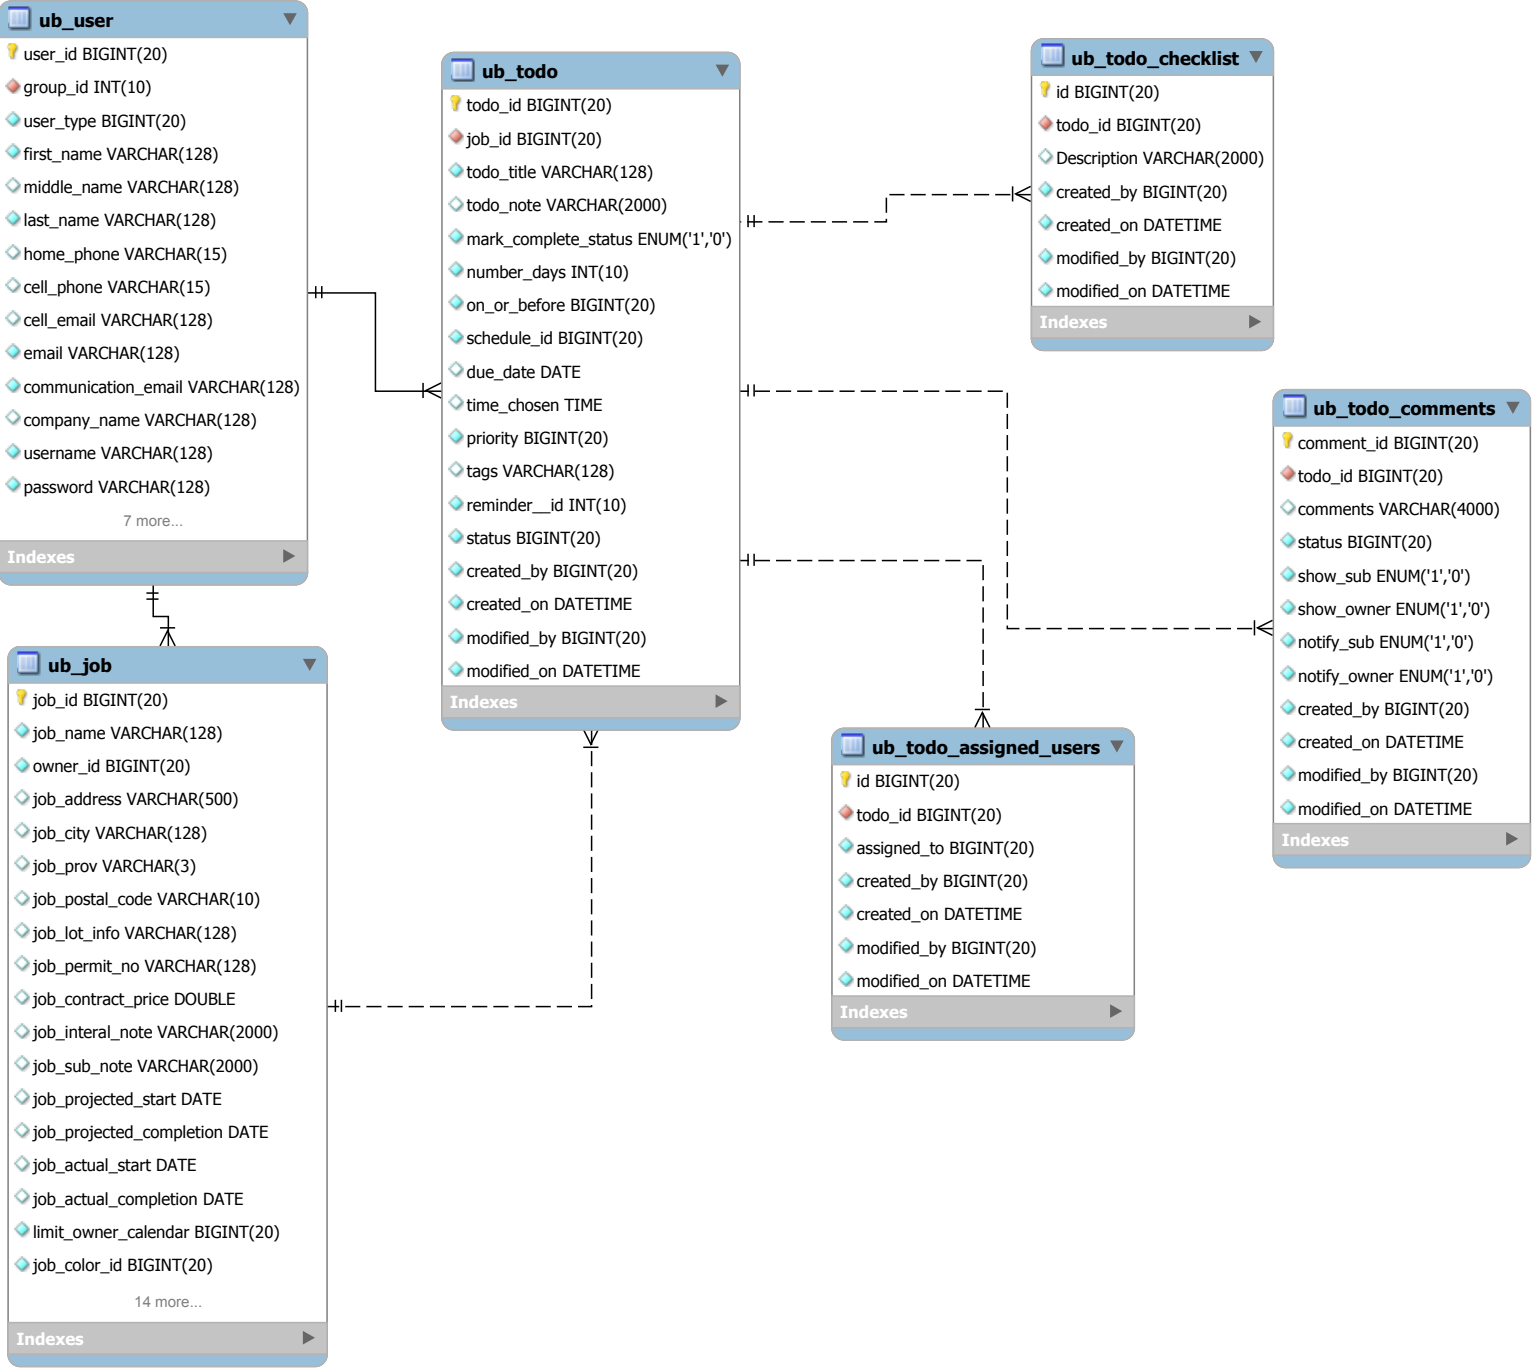 ub_user
user_id BIGINT(20)
group_id INT(10)
user_type BIGINT(20)
first_name VARCHAR(128)
middle_name VARCHAR(128)
last_name VARCHAR(128)
home_phone VARCHAR(15)
cell_phone VARCHAR(15)
cell_email VARCHAR(128)
email VARCHAR(128)
communication_email VARCHAR(128)
company_name VARCHAR(128)
username VARCHAR(128)
password VARCHAR(128)
7 more...
Indexes
ub_job
job_id BIGINT(20)
job_name VARCHAR(128)
owner_id BIGINT(20)
job_address VARCHAR(500)
job_city VARCHAR(128)
job_prov VARCHAR(3)
job_postal_code VARCHAR(10)
job_lot_info VARCHAR(128)
job_permit_no VARCHAR(128)
job_contract_price DOUBLE
job_interal_note VARCHAR(2000)
job_sub_note VARCHAR(2000)
job_projected_start DATE
job_projected_completion DATE
job_actual_start DATE
job_actual_completion DATE
limit_owner_calendar BIGINT(20)
job_color_id BIGINT(20)
14 more...
Indexes
ub_todo
todo_id BIGINT(20)
job_id BIGINT(20)
todo_title VARCHAR(128)
todo_note VARCHAR(2000)
mark_complete_status ENUM('1','0')
number_days INT(10)
on_or_before BIGINT(20)
schedule_id BIGINT(20)
due_date DATE
time_chosen TIME
priority BIGINT(20)
tags VARCHAR(128)
reminder__id INT(10)
status BIGINT(20)
created_by BIGINT(20)
created_on DATETIME
modified_by BIGINT(20)
modified_on DATETIME
Indexes
ub_todo_checklist
id BIGINT(20)
todo_id BIGINT(20)
Description VARCHAR(2000)
created_by BIGINT(20)
created_on DATETIME
modified_by BIGINT(20)
modified_on DATETIME
Indexes
ub_todo_comments
comment_id BIGINT(20)
todo_id BIGINT(20)
comments VARCHAR(4000)
status BIGINT(20)
show_sub ENUM('1','0')
show_owner ENUM('1','0')
notify_sub ENUM('1','0')
notify_owner ENUM('1','0')
created_by BIGINT(20)
created_on DATETIME
modified_by BIGINT(20)
modified_on DATETIME
Indexes
ub_todo_assigned_users
id BIGINT(20)
todo_id BIGINT(20)
assigned_to BIGINT(20)
created_by BIGINT(20)
created_on DATETIME
modified_by BIGINT(20)
modified_on DATETIME
Indexes